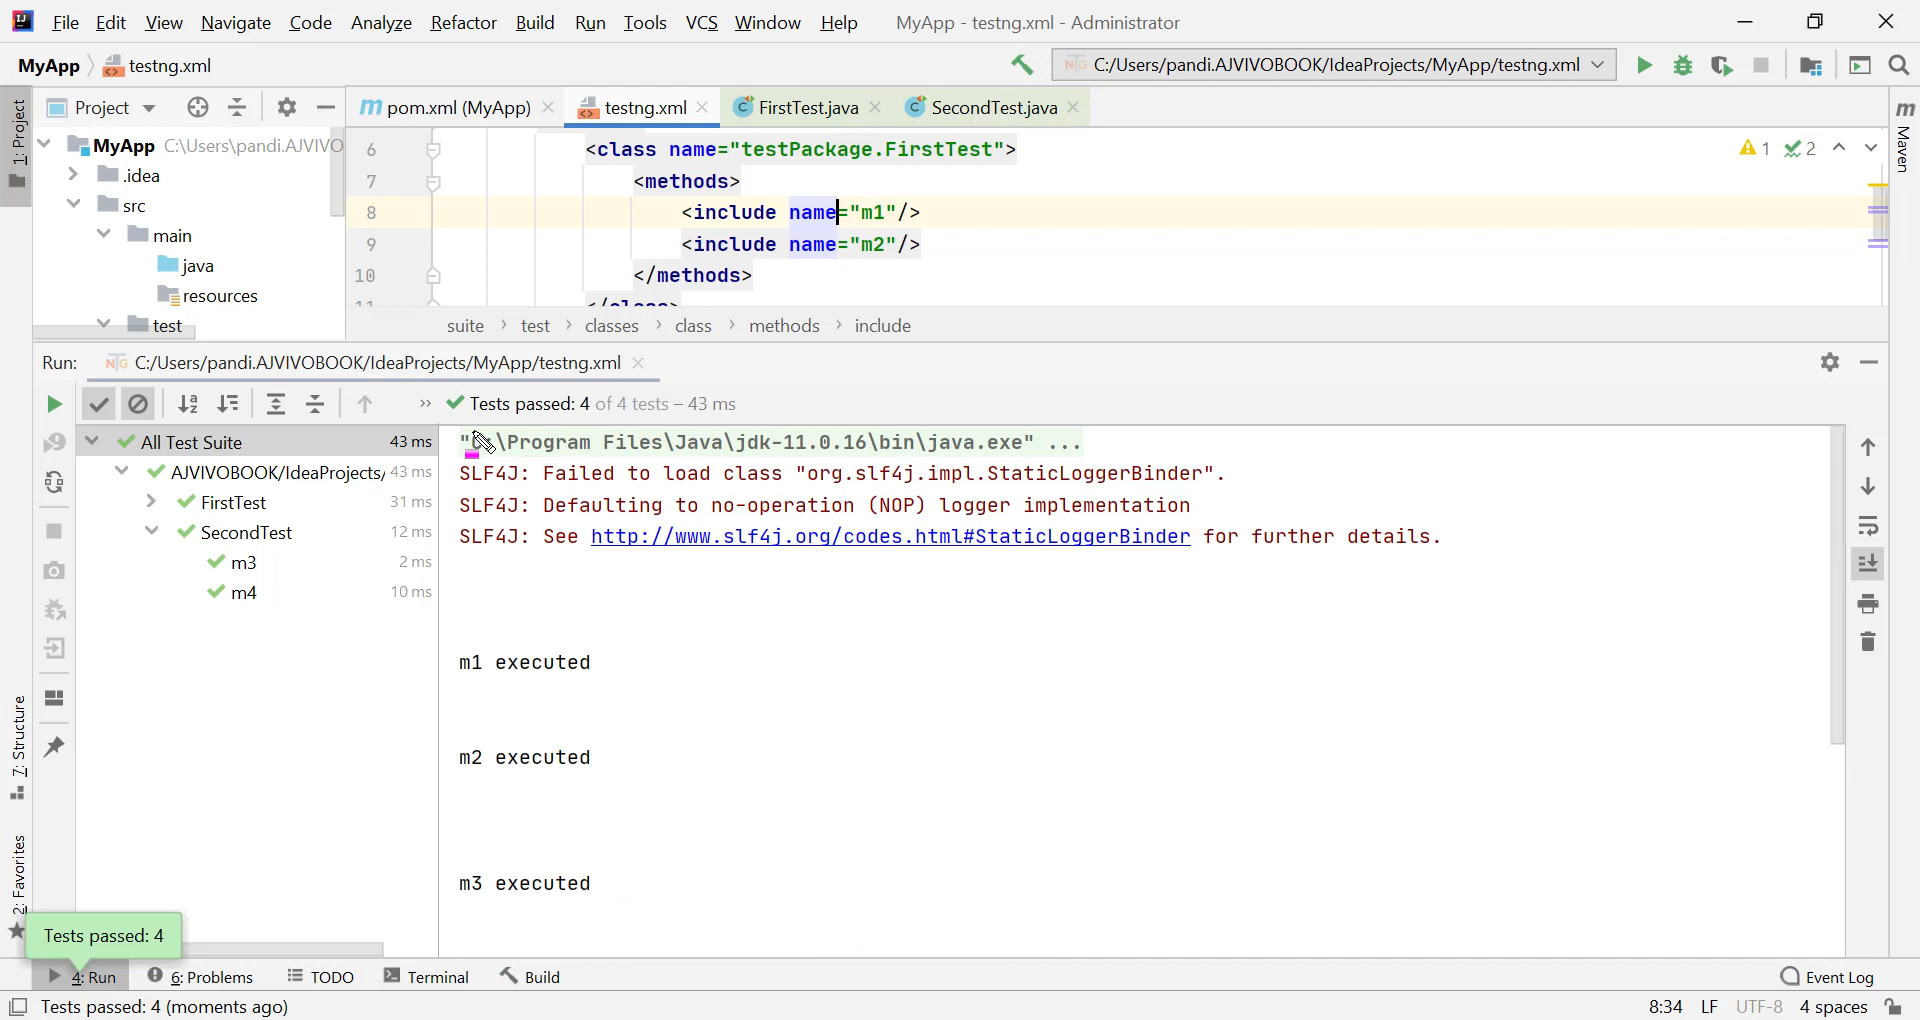 File Edit View Navigate Code Analyze Refactor Build Run Tools VCS Window Help MyApp - testng.xml - Administrator
MyApp testng.xml C:/Users/pandi.AJVIVOBOOK/IdeaProjects/MyApp/testng.xml
1: Project
Project
pom.xml (MyApp) testng.xml FirstTest.java SecondTest.java
Maven
MyApp C:\Users\pandi.AJVIVO
.idea
src
main
java
resources
test
6 <class name="testPackage.FirstTest">
1 2
7 <methods>
8 <include name="m1"/>
9 <include name="m2"/>
10 </methods>
11 </class>
suite test classes class methods include
Run: C:/Users/pandi.AJVIVOBOOK/IdeaProjects/MyApp/testng.xml
» Tests passed: 4 of 4 tests – 43 ms
All Test Suite 43 ms
AJVIVOBOOK/IdeaProjects/ 43 ms
FirstTest 31 ms
SecondTest 12 ms
m3 2 ms
m4 10 ms
"C:\Program Files\Java\jdk-11.0.16\bin\java.exe" ...
SLF4J: Failed to load class "org.slf4j.impl.StaticLoggerBinder".
SLF4J: Defaulting to no-operation (NOP) logger implementation
SLF4J: See http://www.slf4j.org/codes.html#StaticLoggerBinder for further details.
m1 executed
m2 executed
m3 executed
7: Structure
2: Favorites
Tests passed: 4
4: Run 6: Problems TODO Terminal Build Event Log
Tests passed: 4 (moments ago) 8:34 LF UTF-8 4 spaces